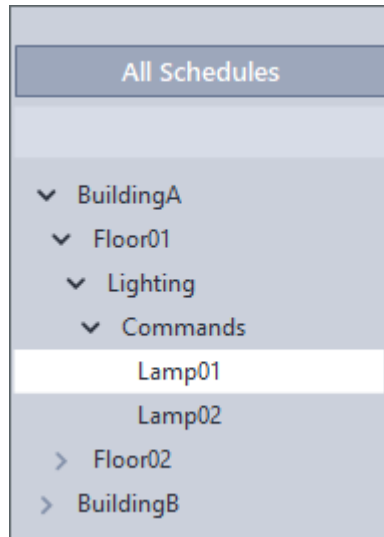 All Schedules
BuildingA
Floor01
Lighting
Commands
Lamp01
Lamp02
Floor02
BuildingB